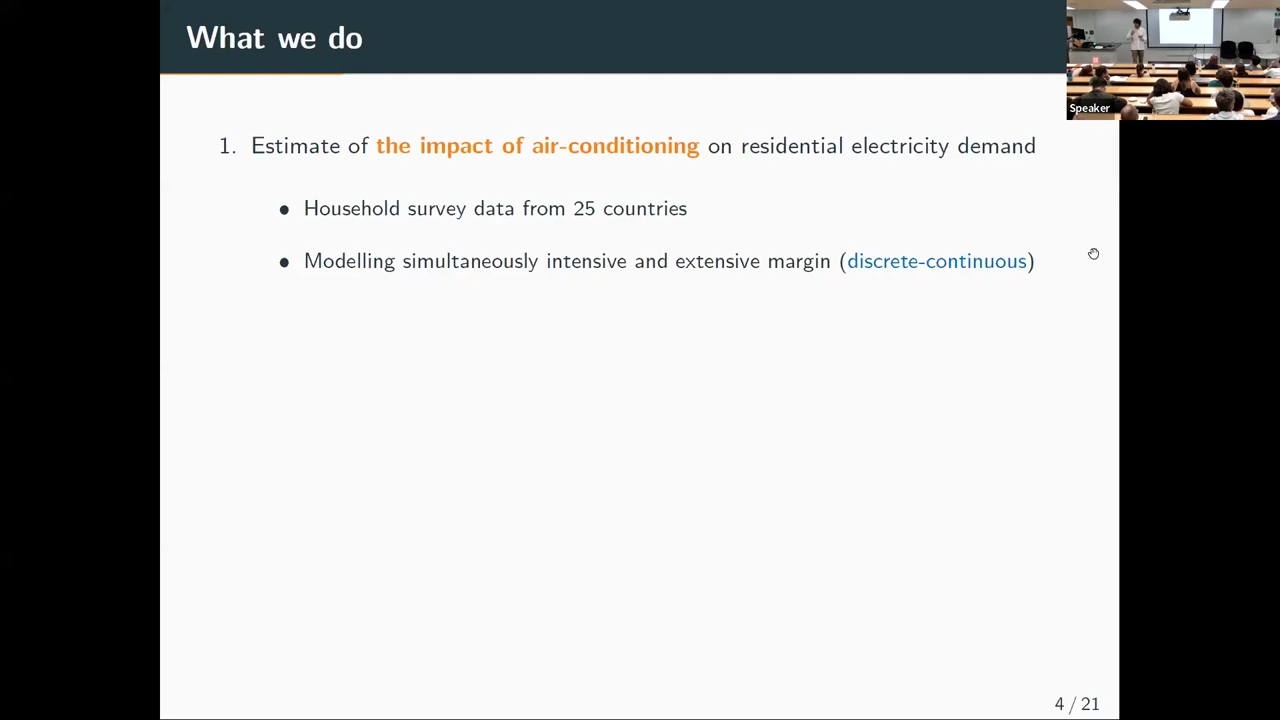 What we do
Speaker
1. Estimate of the impact of air-conditioning on residential electricity demand
• Household survey data from 25 countries
• Modelling simultaneously intensive and extensive margin (discrete-continuous)
4 / 21